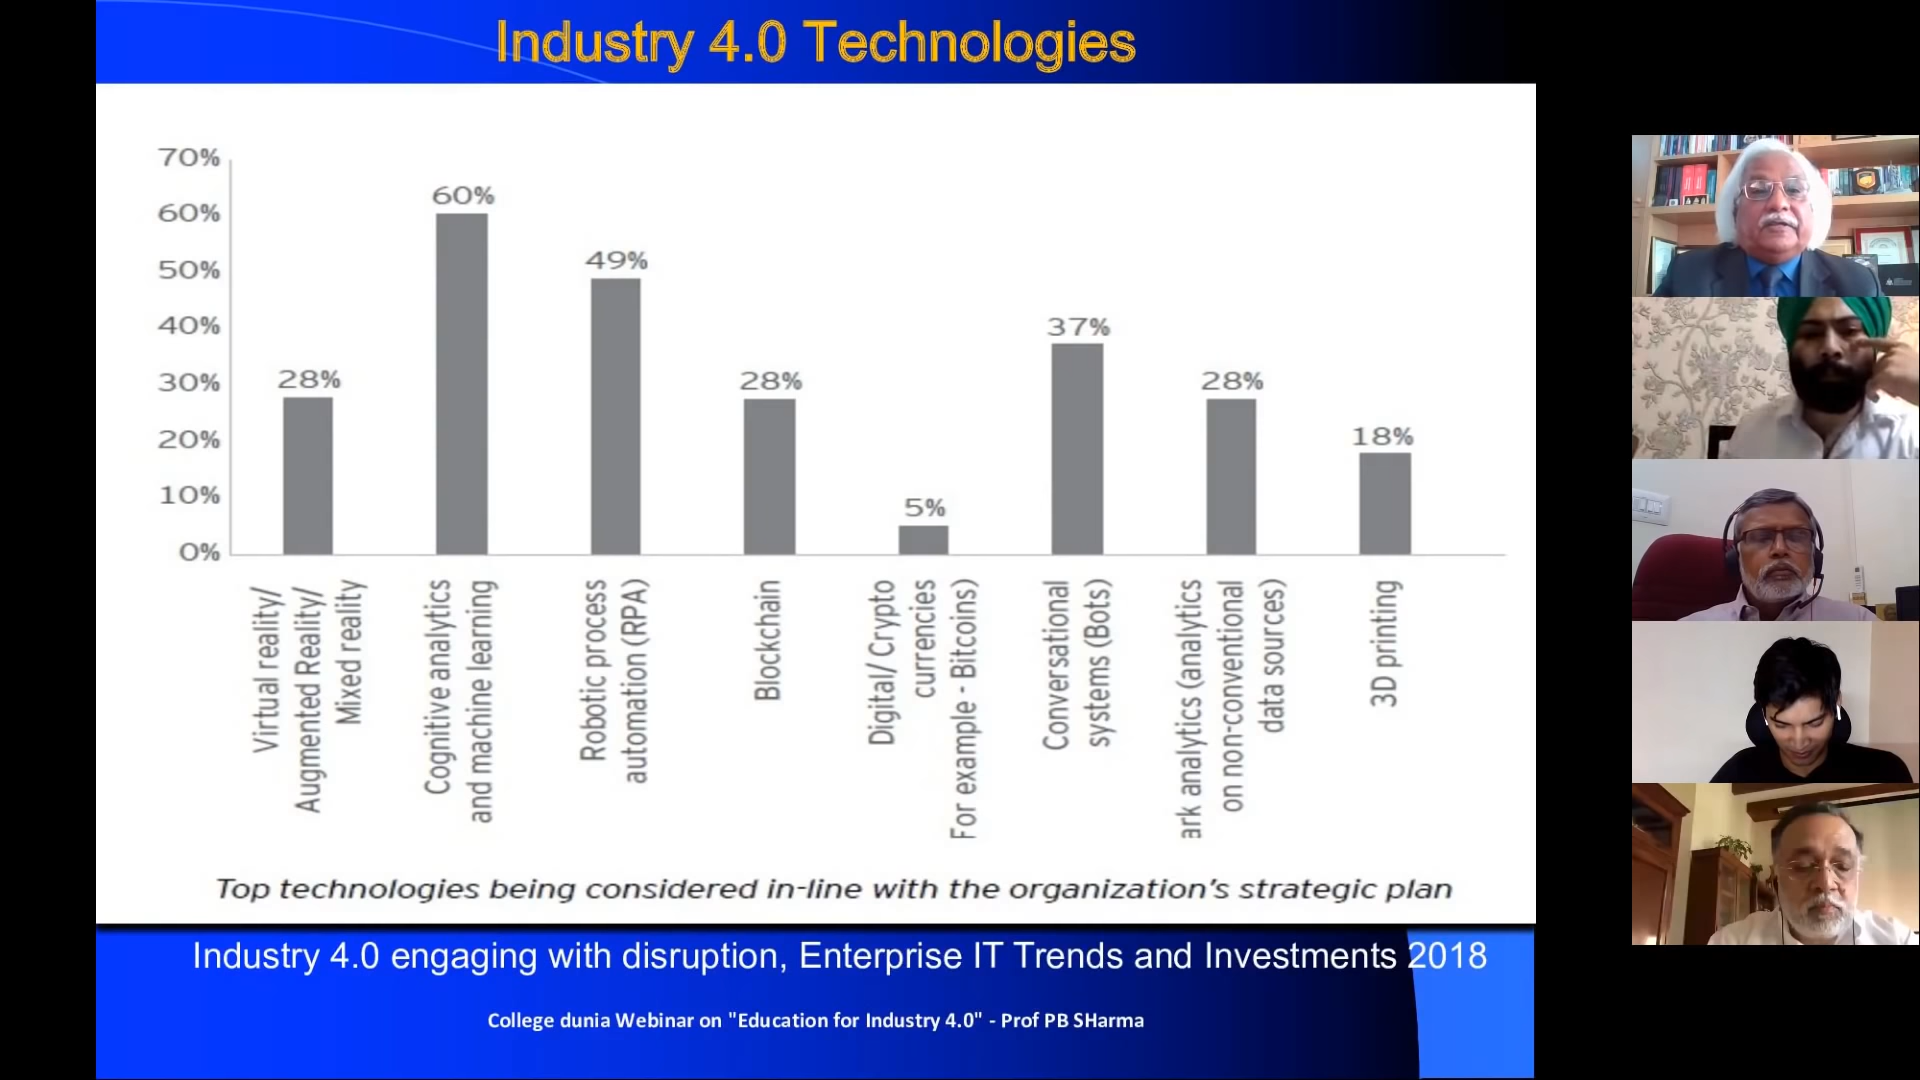 Industry 4.0 Technologies
70%
60%
50%
40%
30%
20%
10%
0%
28%
60%
49%
28%
5%
37%
28%
18%
Virtual reality/
Augmented Reality/
Mixed reality
Cognitive analytics
and machine learning
Robotic process
automation (RPA)
Blockchain
Digital/ Crypto
currencies
For example - Bitcoins)
Conversational
systems (Bots)
ark analytics (analytics
on non-conventional
data sources)
3D printing
Top technologies being considered in-line with the organization's strategic plan
Industry 4.0 engaging with disruption, Enterprise IT Trends and Investments 2018
College dunia Webinar on "Education for Industry 4.0" - Prof PB SHarma